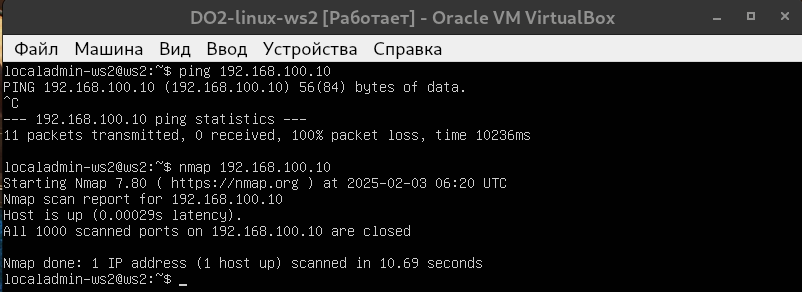 DO2-linux-ws2 [Работает] - Oracle VM VirtualBox
Файл Машина Вид Ввод Устройства Справка
localadmin-ws2@ws2:~$ ping 192.168.100.10
PING 192.168.100.10 (192.168.100.10) 56(84) bytes of data.
^C
--- 192.168.100.10 ping statistics ---
11 packets transmitted, 0 received, 100% packet loss, time 10236ms
localadmin-ws2@ws2:~$ nmap 192.168.100.10
Starting Nmap 7.80 ( https://nmap.org ) at 2025-02-03 06:20 UTC
Nmap scan report for 192.168.100.10
Host is up (0.00029s latency).
All 1000 scanned ports on 192.168.100.10 are closed
Nmap done: 1 IP address (1 host up) scanned in 10.69 seconds
localadmin-ws2@ws2:~$ _